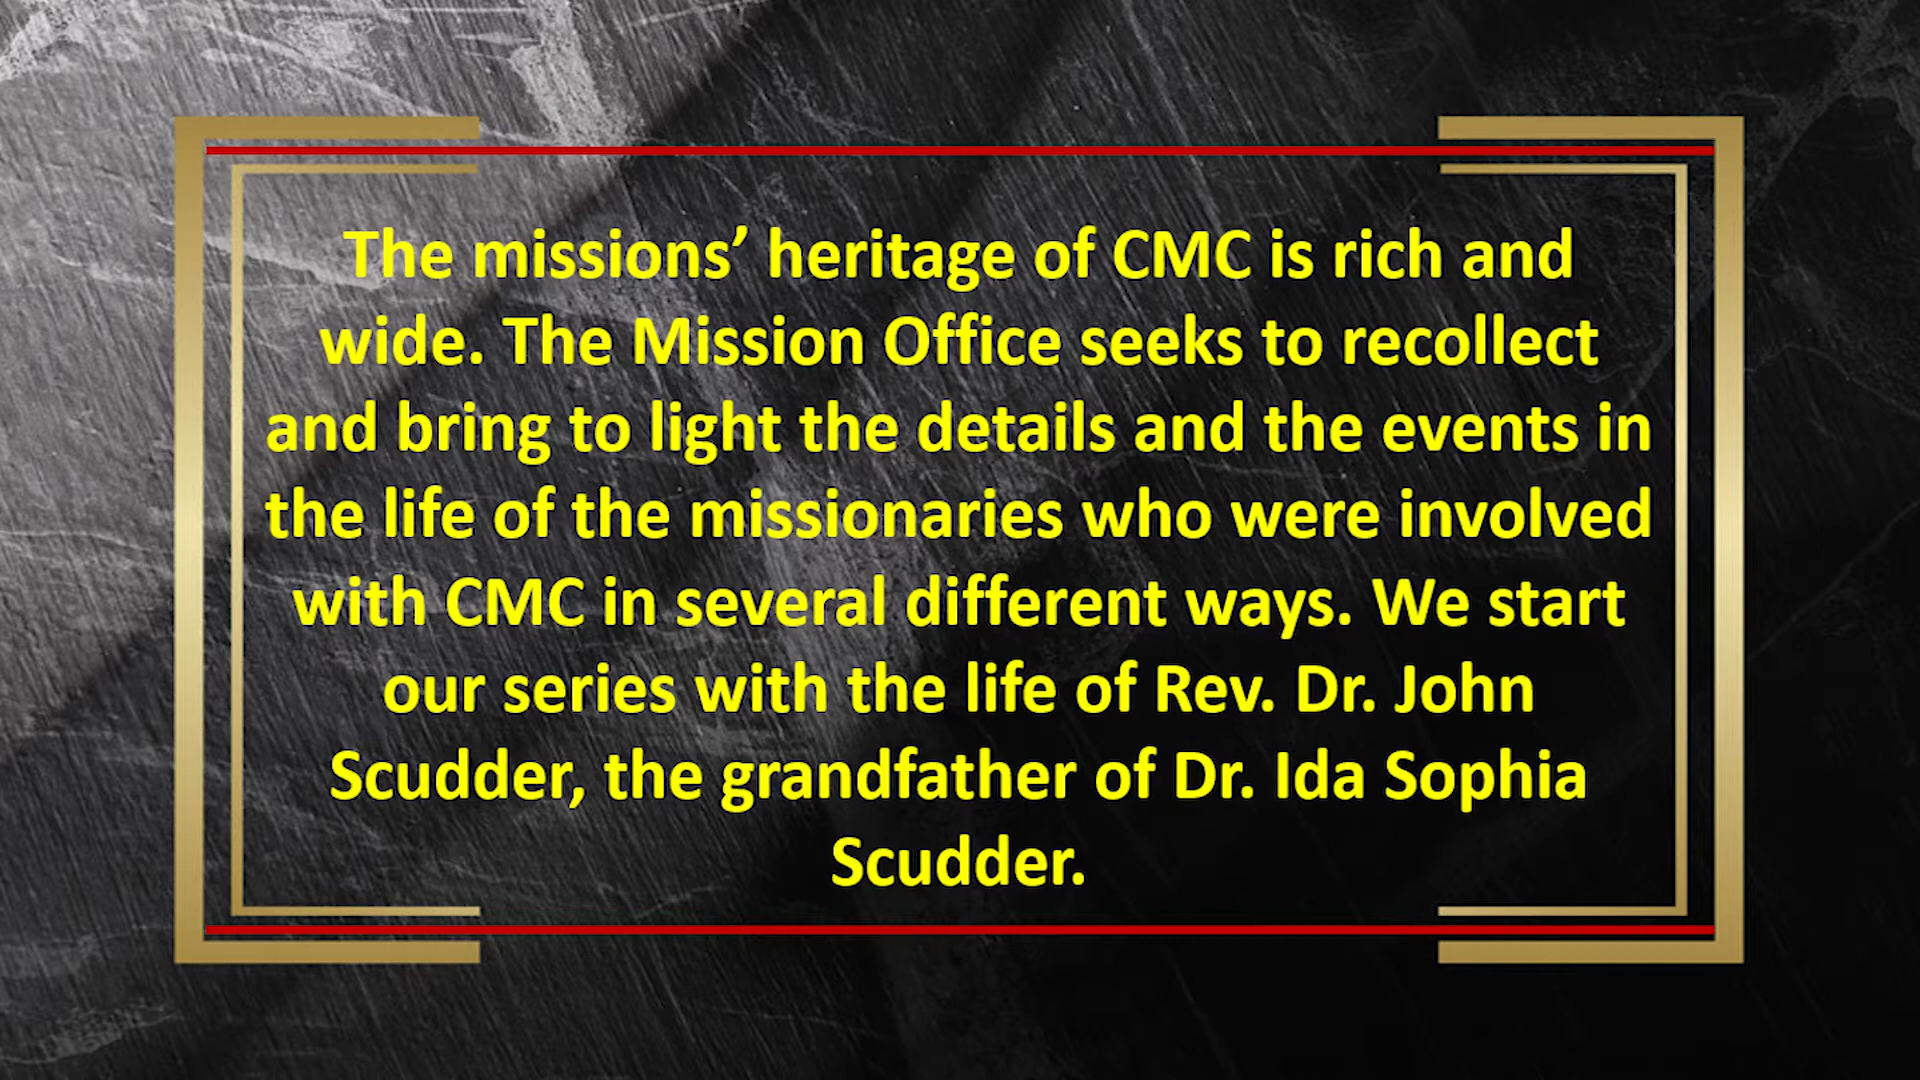 The missions’ heritage of CMC is rich and
wide. The Mission Office seeks to recollect
and bring to light the details and the events in
the life of the missionaries who were involved
with CMC in several different ways. We start
our series with the life of Rev. Dr. John
Scudder, the grandfather of Dr. Ida Sophia
Scudder.